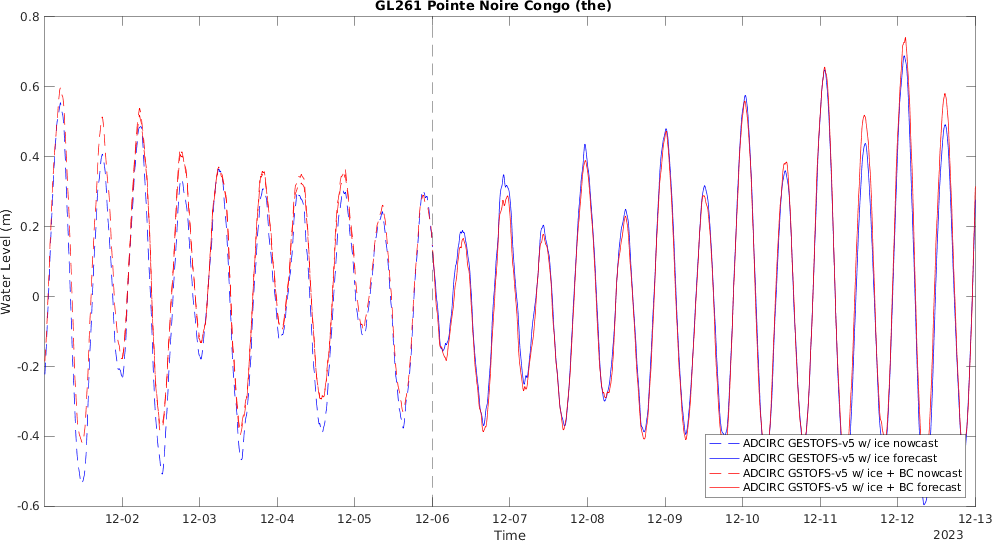 GL261 Pointe Noire Congo (the)
0.8
0.6
0.4
0.2
0
-0.2
-0.4
-0.6
Water Level (m)
ADCIRC GESTOFS-v5 w/ ice nowcast
ADCIRC GESTOFS-v5 w/ ice forecast
ADCIRC GSTOFS-v5 w/ ice + BC nowcast
ADCIRC GSTOFS-v5 w/ ice + BC forecast
12-02 12-03 12-04 12-05 12-06 12-07 12-08 12-09 12-10 12-11 12-12 12-13
Time
2023